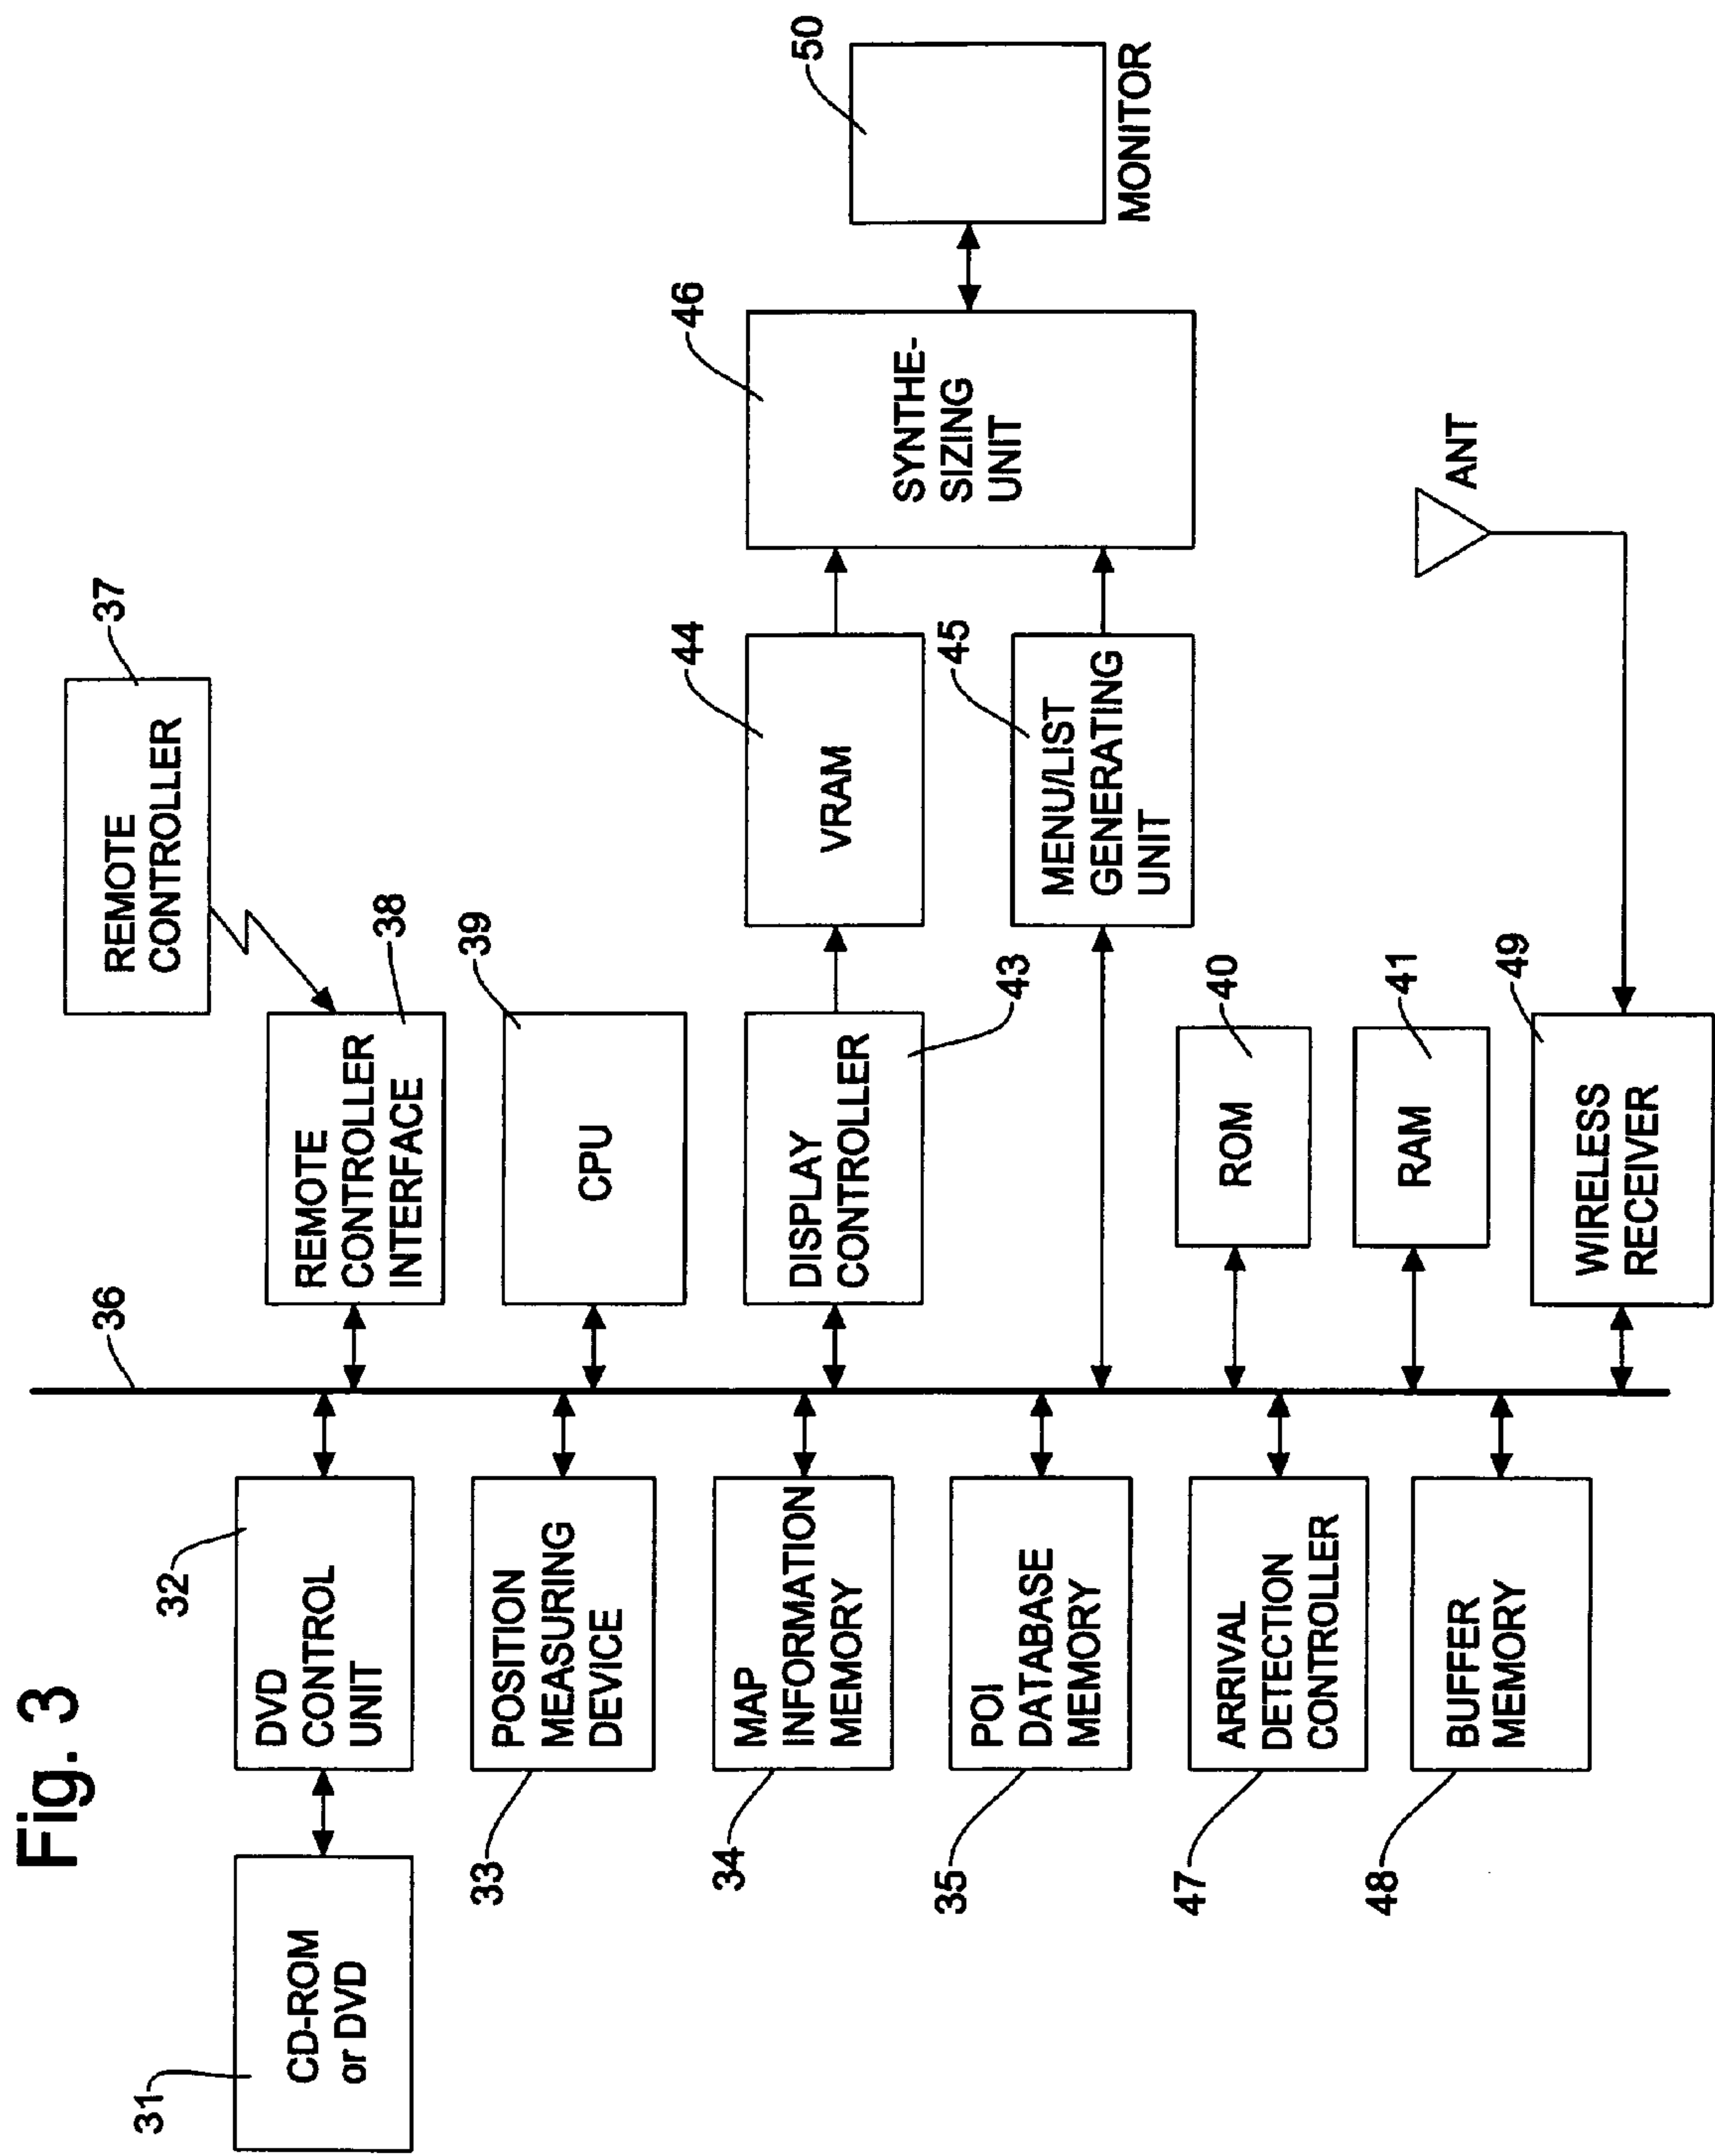 Fig. 3
31
CD-ROM
or DVD
32
DVD
CONTROL
UNIT
33
POSITION
MEASURING
DEVICE
34
MAP
INFORMATION
MEMORY
35
POI
DATABASE
MEMORY
47
ARRIVAL
DETECTION
CONTROLLER
48
BUFFER
MEMORY
36
37
REMOTE
CONTROLLER
38
REMOTE
CONTROLLER
INTERFACE
39
CPU
43
DISPLAY
CONTROLLER
44
VRAM
45
MENU/LIST
GENERATING
UNIT
46
SYNTHE-
SIZING
UNIT
50
MONITOR
40
ROM
41
RAM
49
WIRELESS
RECEIVER
ANT